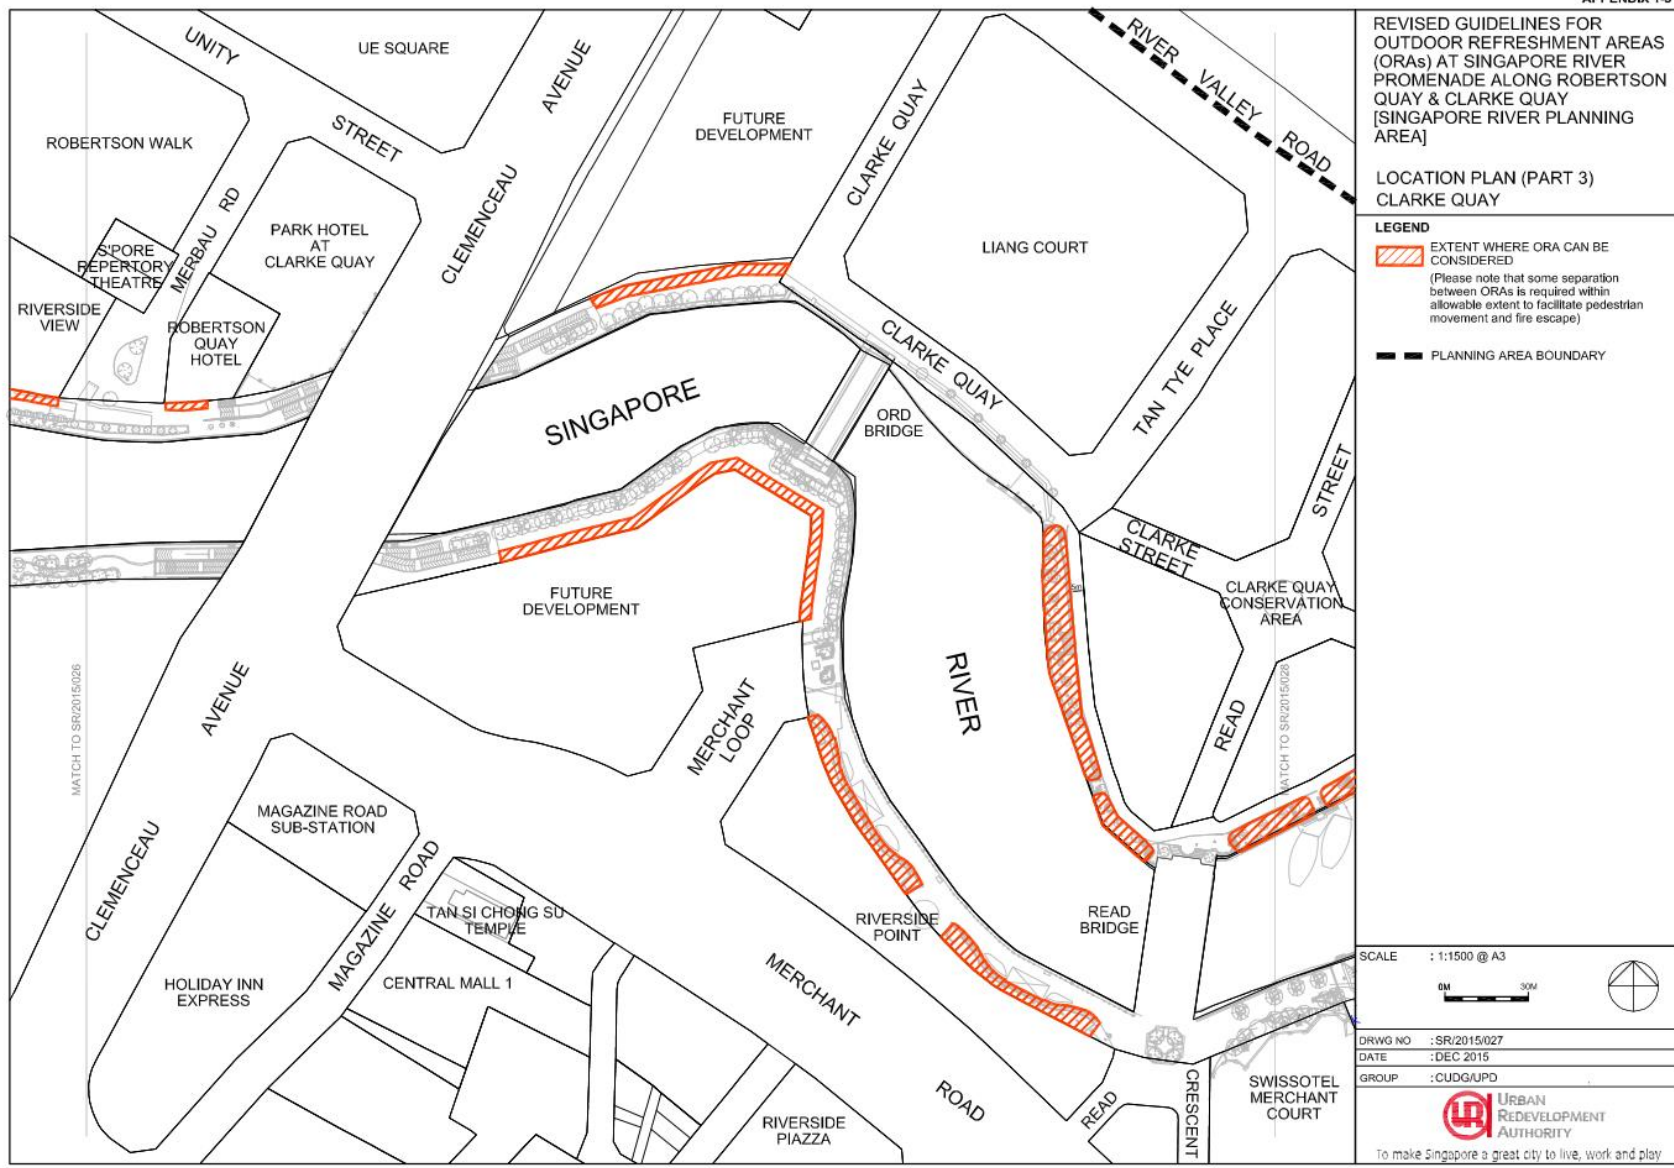 REVISED GUIDELINES FOR
OUTDOOR REFRESHMENT AREAS
(ORAs) AT SINGAPORE RIVER
PROMENADE ALONG ROBERTSON
QUAY & CLARKE QUAY
[SINGAPORE RIVER PLANNING
AREA]
LOCATION PLAN (PART 3)
CLARKE QUAY
LEGEND
EXTENT WHERE ORA CAN BE
CONSIDERED
(Please note that some separation
between ORAs is required within
allowable extent to facilitate pedestrian
movement and fire escape)
PLANNING AREA BOUNDARY
UNITY
STREET
UE SQUARE
CLEMENCEAU
AVENUE
FUTURE
DEVELOPMENT
CLARKE QUAY
RIVER
VALLEY
ROAD
ROBERTSON WALK
MERBAU RD
PARK HOTEL
AT
CLARKE QUAY
S'PORE
REPERTORY
THEATRE
RIVERSIDE
VIEW
ROBERTSON
QUAY
HOTEL
LIANG COURT
CLARKE QUAY
TAN TYE PLACE
SINGAPORE
ORD
BRIDGE
STREET
CLARKE
STREET
CLARKE QUAY
CONSERVATION
AREA
FUTURE
DEVELOPMENT
RIVER
READ
MATCH TO SR/2015/026
MATCH TO SR/2015/028
MERCHANT
LOOP
CLEMENCEAU
AVENUE
MAGAZINE ROAD
SUB-STATION
MAGAZINE ROAD
TAN SI CHONG SU
TEMPLE
RIVERSIDE
POINT
READ
BRIDGE
HOLIDAY INN
EXPRESS
CENTRAL MALL 1
MERCHANT
ROAD
RIVERSIDE
PIAZZA
READ
CRESCENT
SWISSOTEL
MERCHANT
COURT
SCALE : 1:1500 @ A3
0M 30M
DRWG NO : SR/2015/027
DATE : DEC 2015
GROUP : CUDG/UPD
URBAN
REDEVELOPMENT
AUTHORITY
To make Singapore a great city to live, work and play